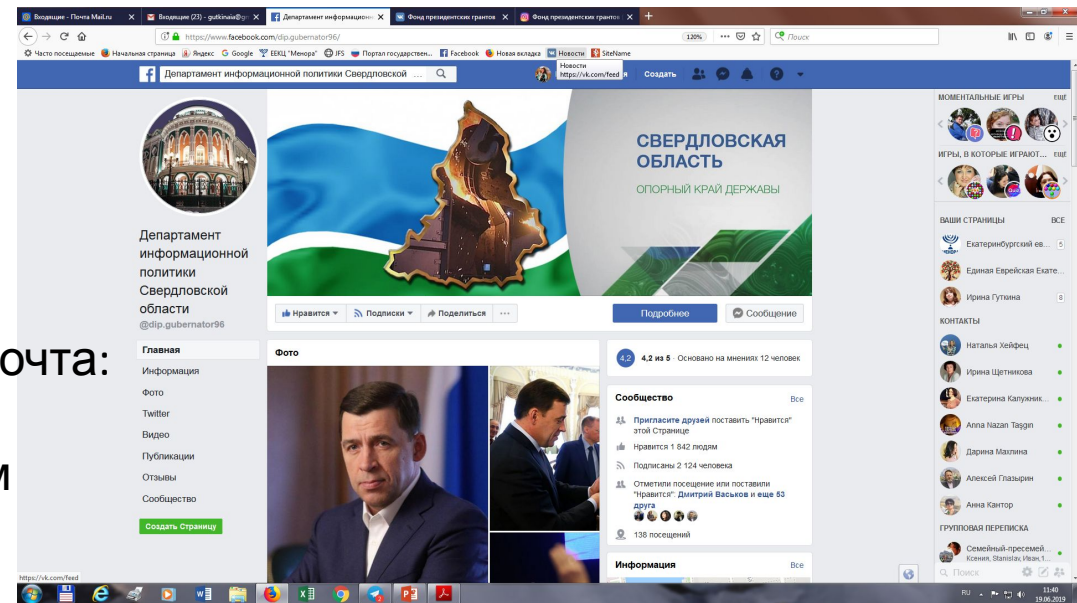 Входящие - Почта Mail.ru
Входящие (23) - gutkinaia@gm
Департамент информационн
Фонд президентских грантов
Фонд президентских грантов
https://www.facebook.com/dip.gubernator96/
120%
Поиск
Часто посещаемые
Начальная страница
Яндекс
Google
ЕЕКЦ "Менора"
JFS
Портал государствен...
Facebook
Новая вкладка
Новости
SiteName
Новости
https://vk.com/feed
Департамент информационной политики Свердловской ...
Создать
СВЕРДЛОВСКАЯ
ОБЛАСТЬ
ОПОРНЫЙ КРАЙ ДЕРЖАВЫ
Департамент
информационной
политики
Свердловской
области
@dip.gubernator96
Нравится
Подписки
Поделиться
Подробнее
Сообщение
очта:
Главная
Информация
Фото
Twitter
Видео
Публикации
Отзывы
Сообщество
Создать Страницу
Фото
4,2
4,2 из 5 · Основано на мнениях 12 человек
Сообщество
Все
Пригласите друзей поставить "Нравится"
этой Странице
Нравится 1 842 людям
Подписаны 2 124 человека
Отметили посещение или поставили
"Нравится": Дмитрий Васьков и еще 53
друга
138 посещений
Информация
Все
МОМЕНТАЛЬНЫЕ ИГРЫ
ЕЩЕ
ИГРЫ, В КОТОРЫЕ ИГРАЮТ...
ЕЩЕ
ВАШИ СТРАНИЦЫ
ВСЕ
Екатеринбургский ев...
5
Единая Еврейская Екате...
Ирина Гуткина
8
КОНТАКТЫ
Наталья Хейфец
Ирина Щетникова
Екатерина Калужник...
Anna Nazan Taşgın
Дарина Махлина
Алексей Глазырин
Анна Кантор
ГРУППОВАЯ ПЕРЕПИСКА
Семейный-пресемей...
Ксения, Stanislav, Иван,1...
Поиск
https://vk.com/feed
RU
11:40
19.06.2019